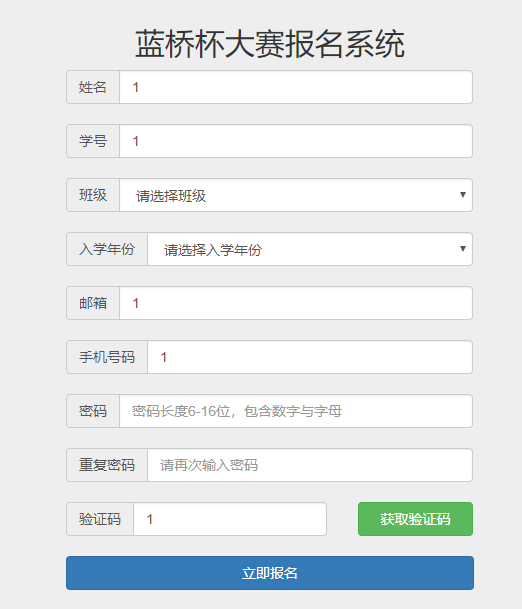 蓝桥杯大赛报名系统
姓名 1
学号 1
班级 请选择班级
入学年份 请选择入学年份
邮箱 1
手机号码 1
密码 密码长度6-16位，包含数字与字母
重复密码 请再次输入密码
验证码 1 获取验证码
立即报名